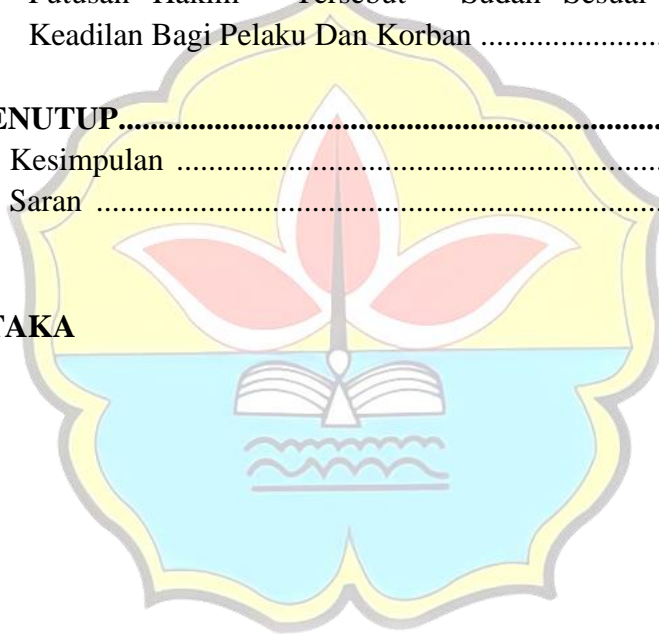 Putusan Hakim Tersebut Sudah Sesuai
Keadilan Bagi Pelaku Dan Korban ......................
ENUTUP.....................................................................
Kesimpulan .............................................................
Saran .......................................................................
TAKA